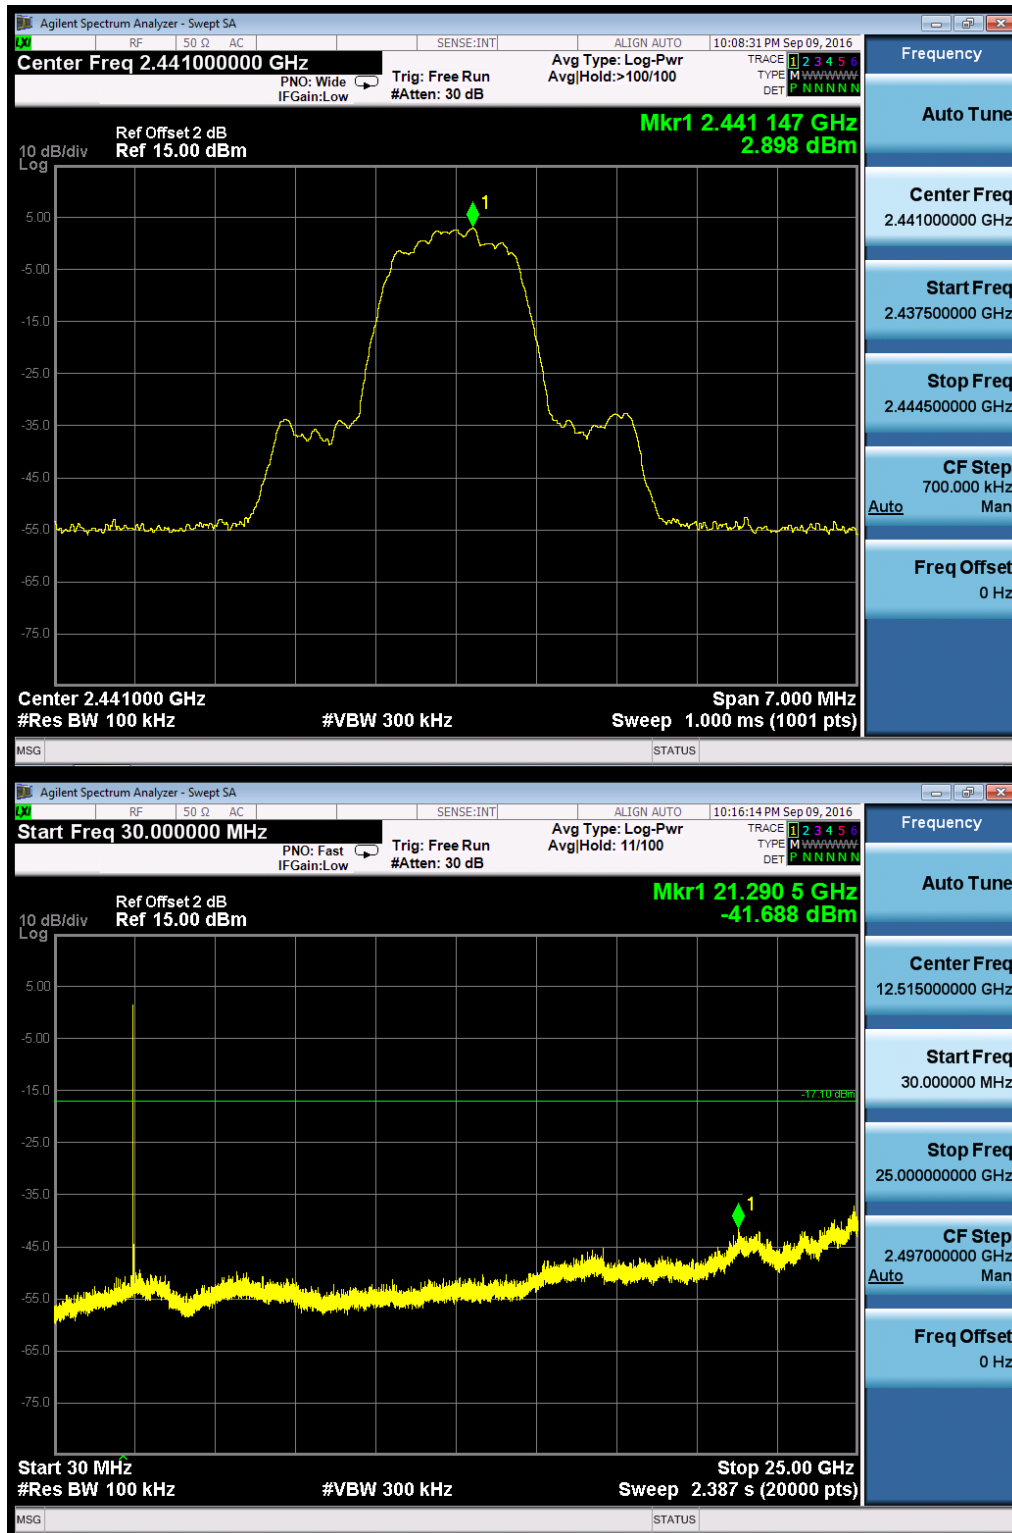 Agilent Spectrum Analyzer - Swept SA
LXI RF 50 Ω AC SENSE:INT ALIGN AUTO 10:08:31 PM Sep 09, 2016
Center Freq 2.441000000 GHz
PNO: Wide
IFGain:Low
Trig: Free Run
#Atten: 30 dB
Avg Type: Log-Pwr
Avg|Hold:>100/100
TRACE 1 2 3 4 5 6
TYPE M WWWWW
DET P N N N N N
Frequency
Auto Tune
Mkr1 2.441 147 GHz
2.898 dBm
Ref Offset 2 dB
10 dB/div Ref 15.00 dBm
Log
1
5.00
-5.00
-15.0
-25.0
-35.0
-45.0
-55.0
-65.0
-75.0
Center Freq
2.441000000 GHz
Start Freq
2.437500000 GHz
Stop Freq
2.444500000 GHz
CF Step
700.000 kHz
Auto Man
Freq Offset
0 Hz
Center 2.441000 GHz Span 7.000 MHz
#Res BW 100 kHz #VBW 300 kHz Sweep 1.000 ms (1001 pts)
MSG STATUS
Agilent Spectrum Analyzer - Swept SA
LXI RF 50 Ω AC SENSE:INT ALIGN AUTO 10:16:14 PM Sep 09, 2016
Start Freq 30.000000 MHz
PNO: Fast
IFGain:Low
Trig: Free Run
#Atten: 30 dB
Avg Type: Log-Pwr
Avg|Hold: 11/100
TRACE 1 2 3 4 5 6
TYPE M WWWWW
DET P N N N N N
Frequency
Auto Tune
Mkr1 21.290 5 GHz
-41.688 dBm
Ref Offset 2 dB
10 dB/div Ref 15.00 dBm
Log
5.00
-5.00
-15.0
-17.10 dBm
-25.0
-35.0
1
-45.0
-55.0
-65.0
-75.0
Center Freq
12.515000000 GHz
Start Freq
30.000000 MHz
Stop Freq
25.000000000 GHz
CF Step
2.497000000 GHz
Auto Man
Freq Offset
0 Hz
Start 30 MHz Stop 25.00 GHz
#Res BW 100 kHz #VBW 300 kHz Sweep 2.387 s (20000 pts)
MSG STATUS